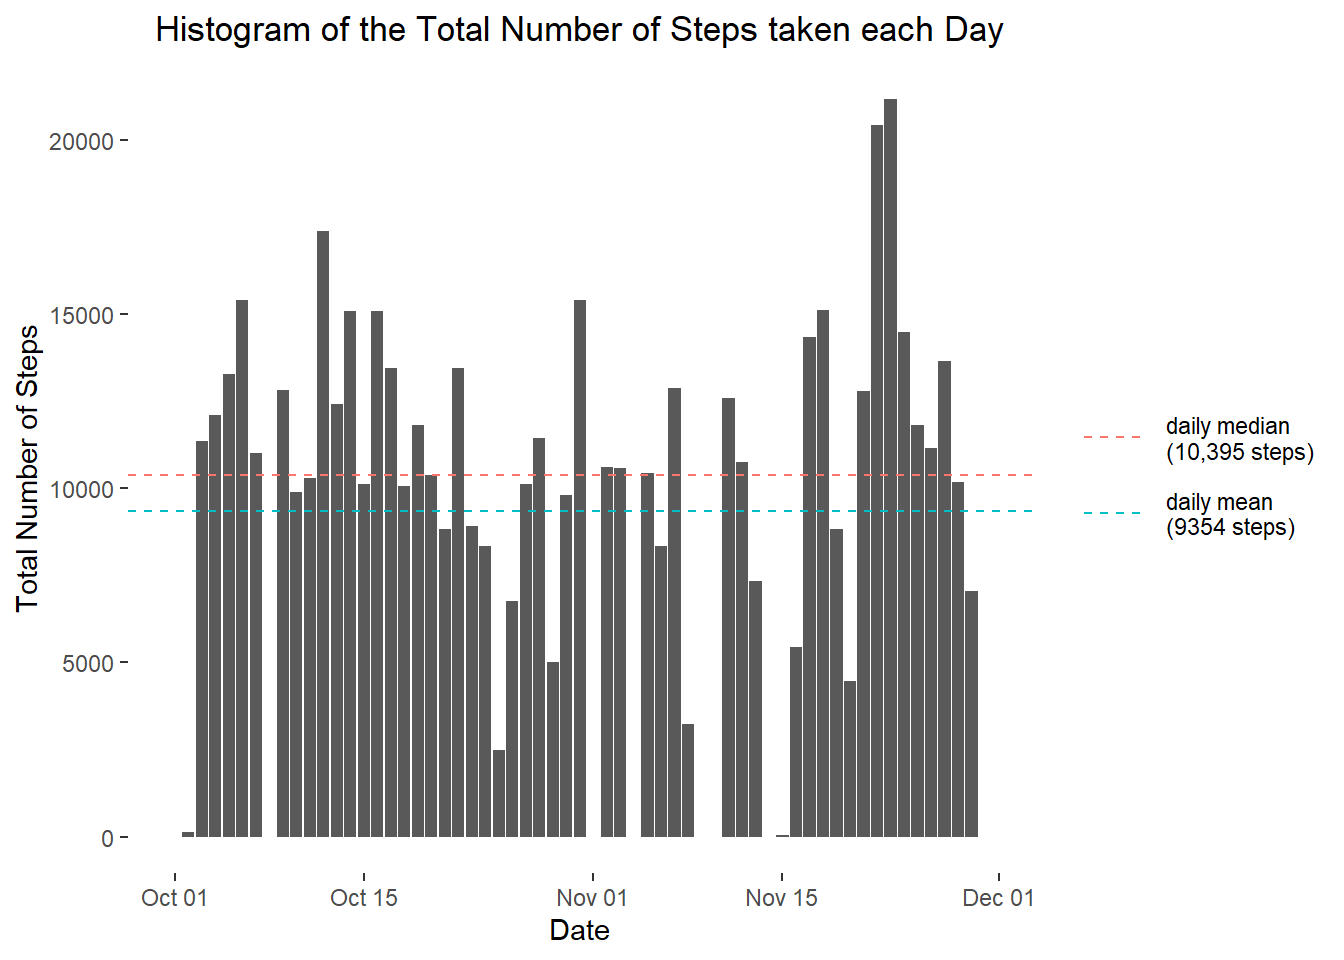 Histogram of the Total Number of Steps taken each Day
Total Number of Steps
20000
15000
10000
5000
0
Oct 01
Oct 15
Nov 01
Nov 15
Dec 01
Date
daily median
(10,395 steps)
daily mean
(9354 steps)